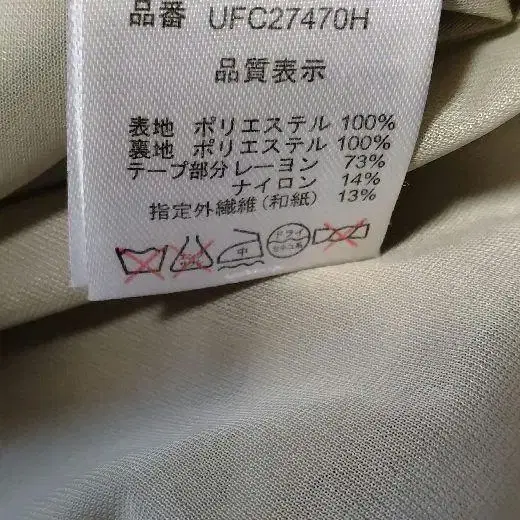 品番 UFC27470H
品質表示
表地 ポリエステル 100%
裏地 ポリエステル 100%
テープ部分 レーヨン 73%
ナイロン 14%
指定外繊維(和紙) 13%
中 ドライ